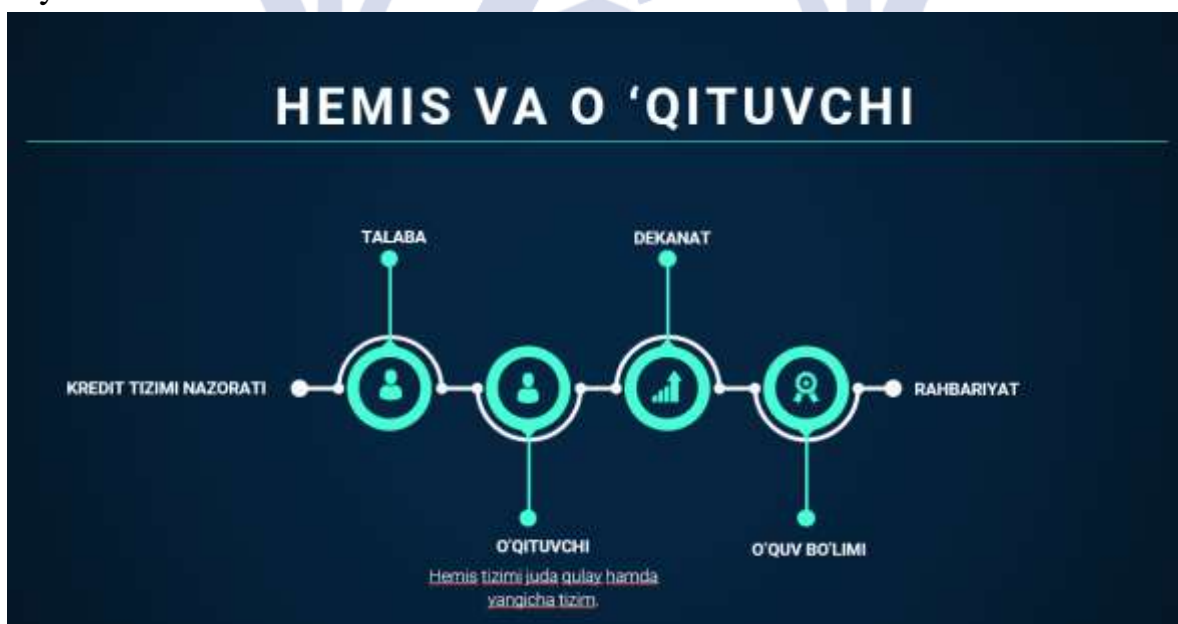 HEMIS VA O ‘QITUVCHI
TALABA
DEKANAT
KREDIT TIZIMI NAZORATI
RAHBARIYAT
O'QITUVCHI
Hemis tizimi juda qulay hamda
yangicha tizim.
O'QUV BO'LIMI